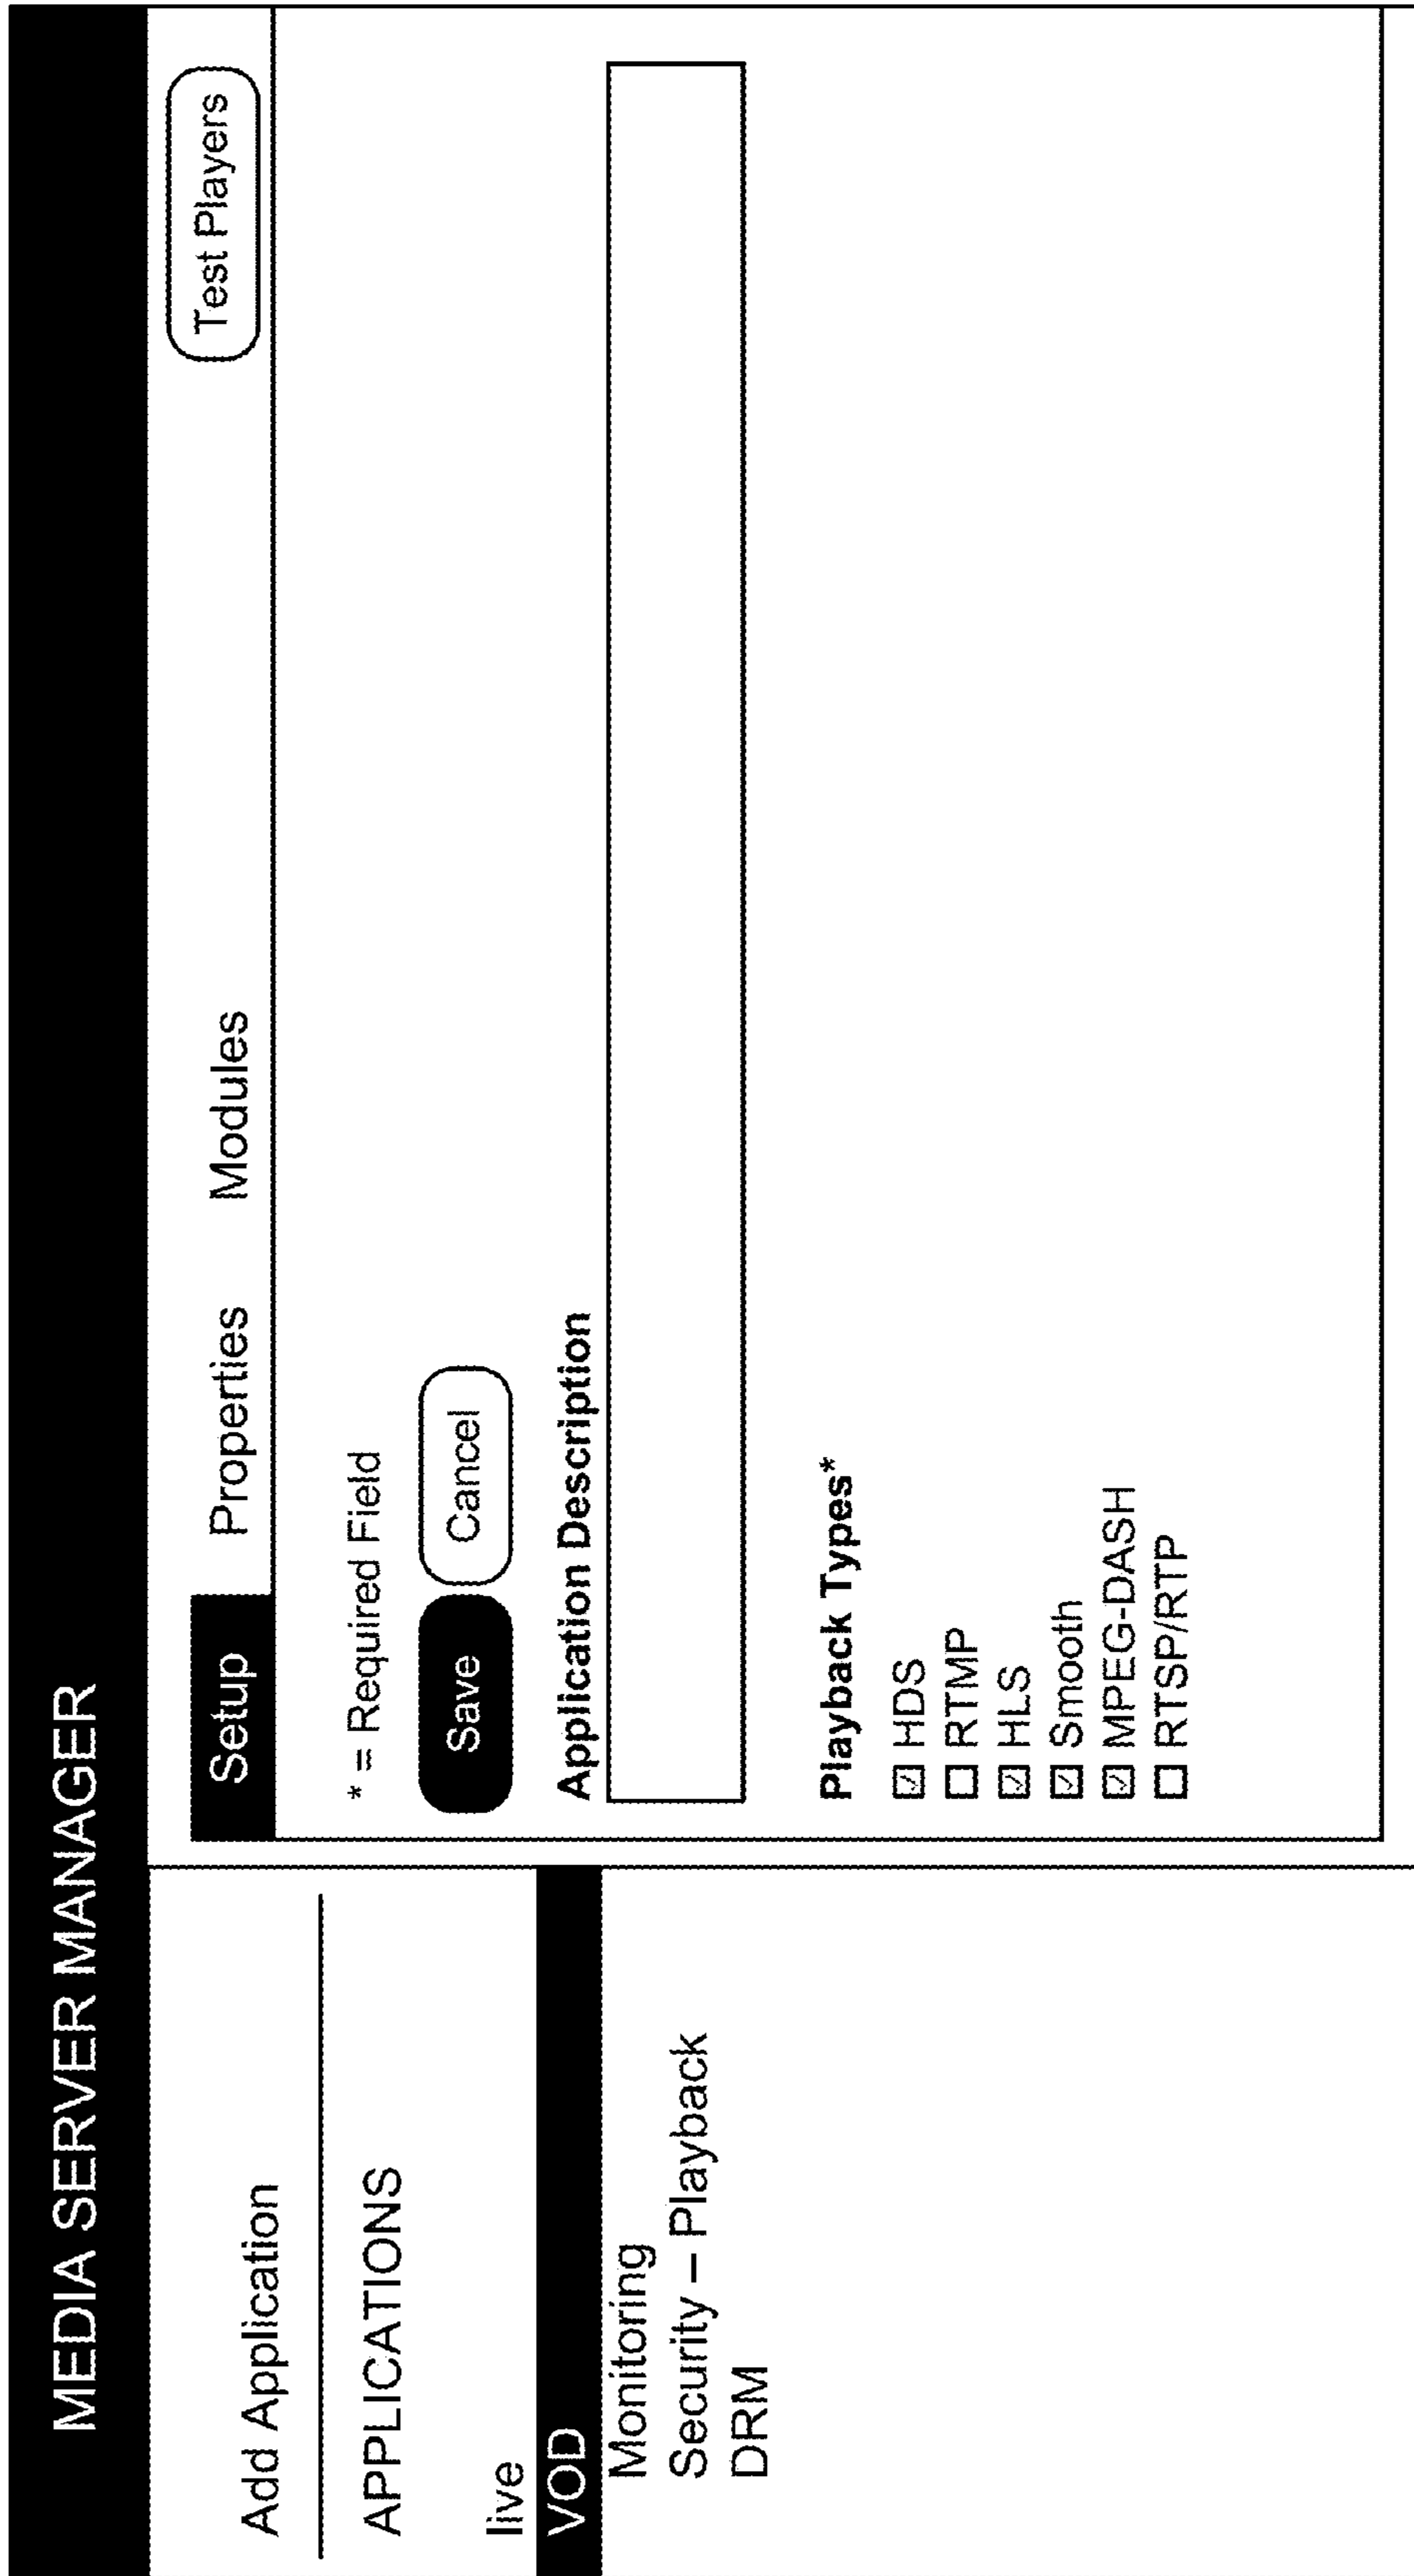 MEDIA SERVER MANAGER
Add Application
APPLICATIONS
live
VOD
Monitoring
Security – Playback
DRM
Setup Properties Modules Test Players
* = Required Field
Save Cancel
Application Description
Playback Types*
☑ HDS
☐ RTMP
☑ HLS
☑ Smooth
☑ MPEG-DASH
☐ RTSP/RTP